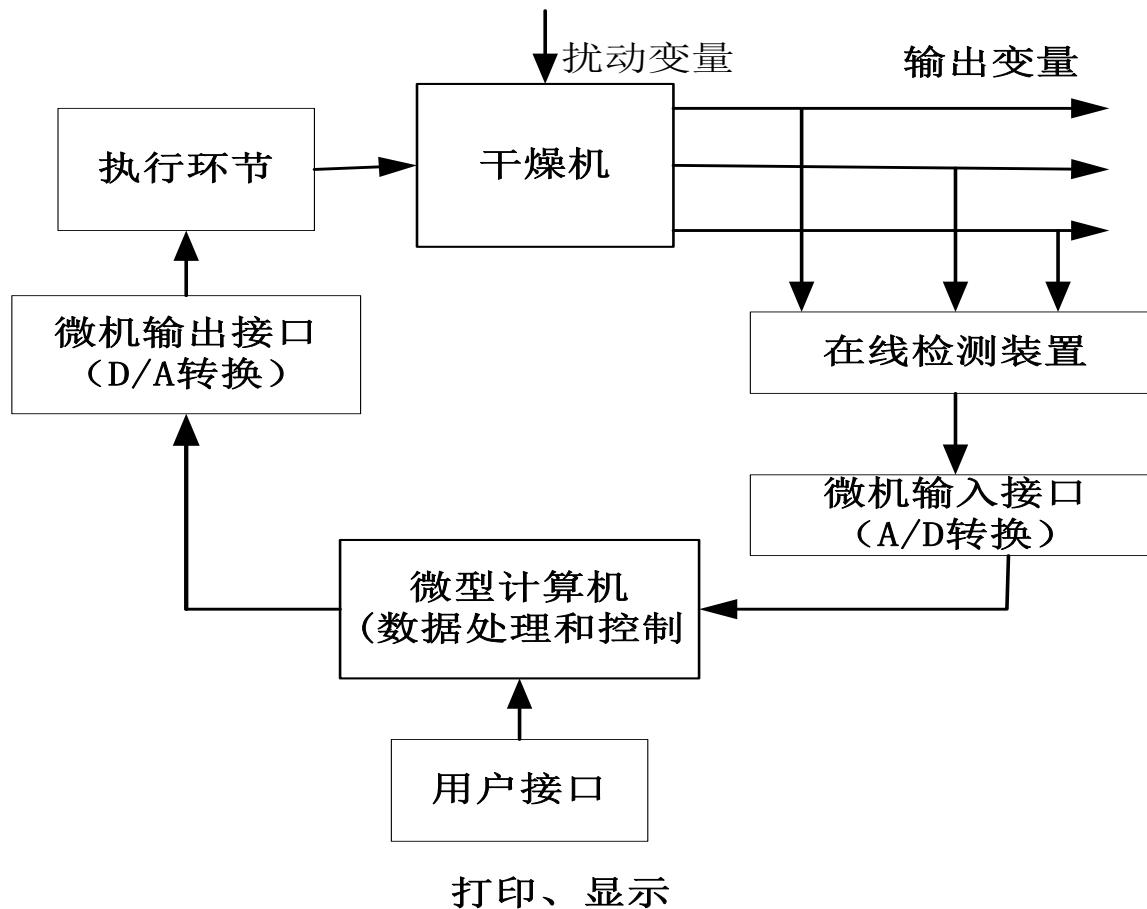 扰动变量
输出变量
执行环节
干燥机
微机输出接口
（D/A转换）
在线检测装置
微机输入接口
（A/D转换）
微型计算机
(数据处理和控制
用户接口
打印、显示